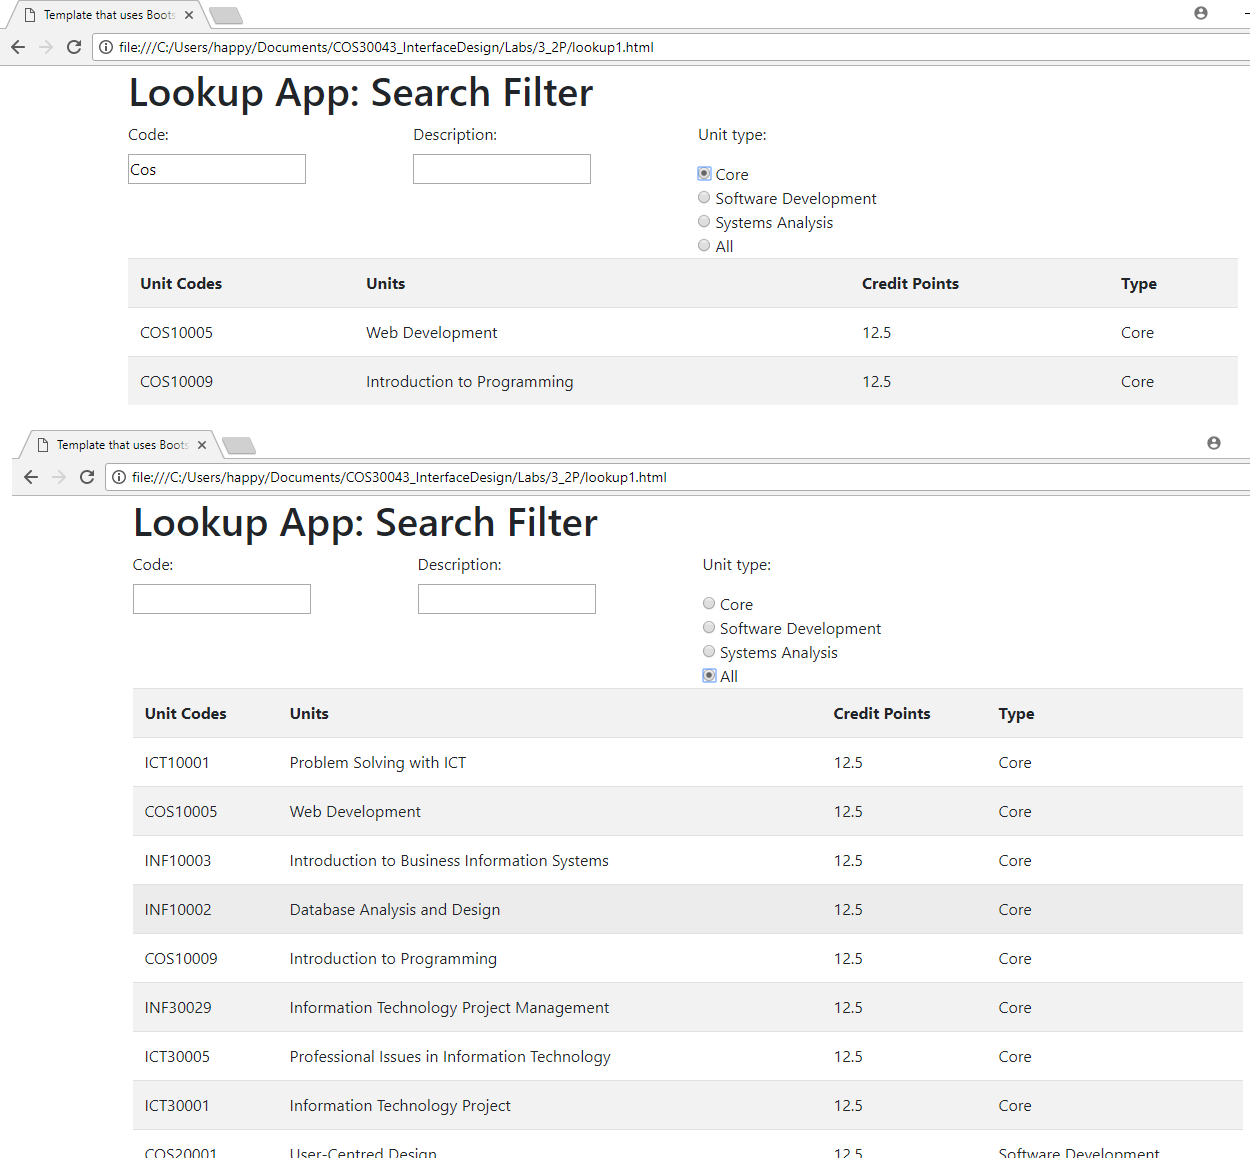 Template that uses Boots
file:///C:/Users/happy/Documents/COS30043_InterfaceDesign/Labs/3_2P/lookup1.html
Lookup App: Search Filter
Code: Description: Unit type:
Cos
Core
Software Development
Systems Analysis
All
Unit Codes Units Credit Points Type
COS10005 Web Development 12.5 Core
COS10009 Introduction to Programming 12.5 Core
Template that uses Boots
file:///C:/Users/happy/Documents/COS30043_InterfaceDesign/Labs/3_2P/lookup1.html
Lookup App: Search Filter
Code: Description: Unit type:
Core
Software Development
Systems Analysis
All
Unit Codes Units Credit Points Type
ICT10001 Problem Solving with ICT 12.5 Core
COS10005 Web Development 12.5 Core
INF10003 Introduction to Business Information Systems 12.5 Core
INF10002 Database Analysis and Design 12.5 Core
COS10009 Introduction to Programming 12.5 Core
INF30029 Information Technology Project Management 12.5 Core
ICT30005 Professional Issues in Information Technology 12.5 Core
ICT30001 Information Technology Project 12.5 Core
COS20001 User-Centred Design 12.5 Software Development